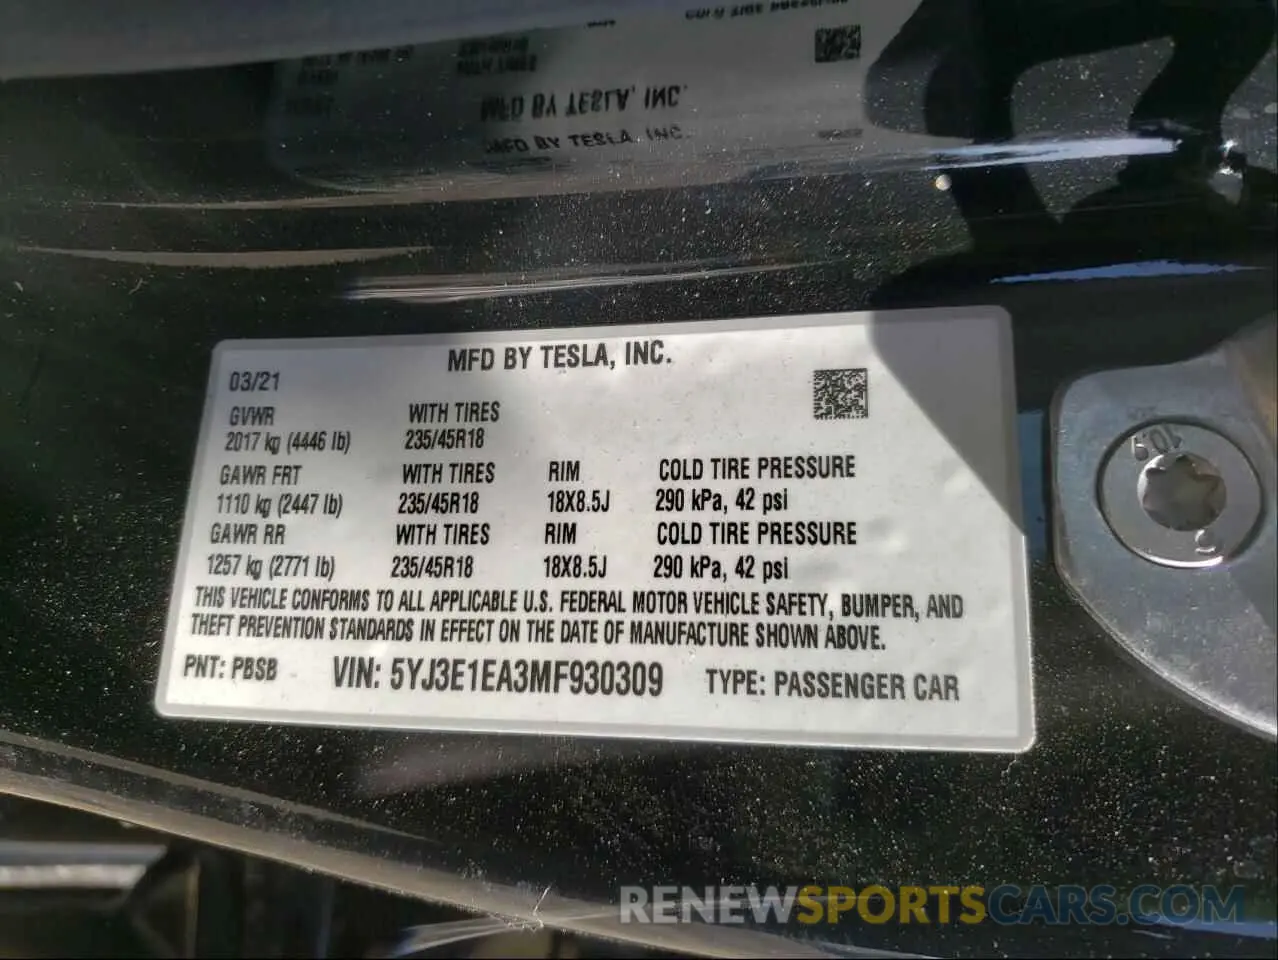 MFD BY TESLA, INC.
MFD BY TESLA, INC.
MFD BY TESLA, INC.
03/21
GVWR WITH TIRES
2017 kg (4446 lb) 235/45R18
GAWR FRT WITH TIRES RIM COLD TIRE PRESSURE
1110 kg (2447 lb) 235/45R18 18X8.5J 290 kPa, 42 psi
GAWR RR WITH TIRES RIM COLD TIRE PRESSURE
1257 kg (2771 lb) 235/45R18 18X8.5J 290 kPa, 42 psi
THIS VEHICLE CONFORMS TO ALL APPLICABLE U.S. FEDERAL MOTOR VEHICLE SAFETY, BUMPER, AND
THEFT PREVENTION STANDARDS IN EFFECT ON THE DATE OF MANUFACTURE SHOWN ABOVE.
PNT: PBSB VIN: 5YJ3E1EA3MF930309 TYPE: PASSENGER CAR
10.9
RENEWSPORTSCARS.COM